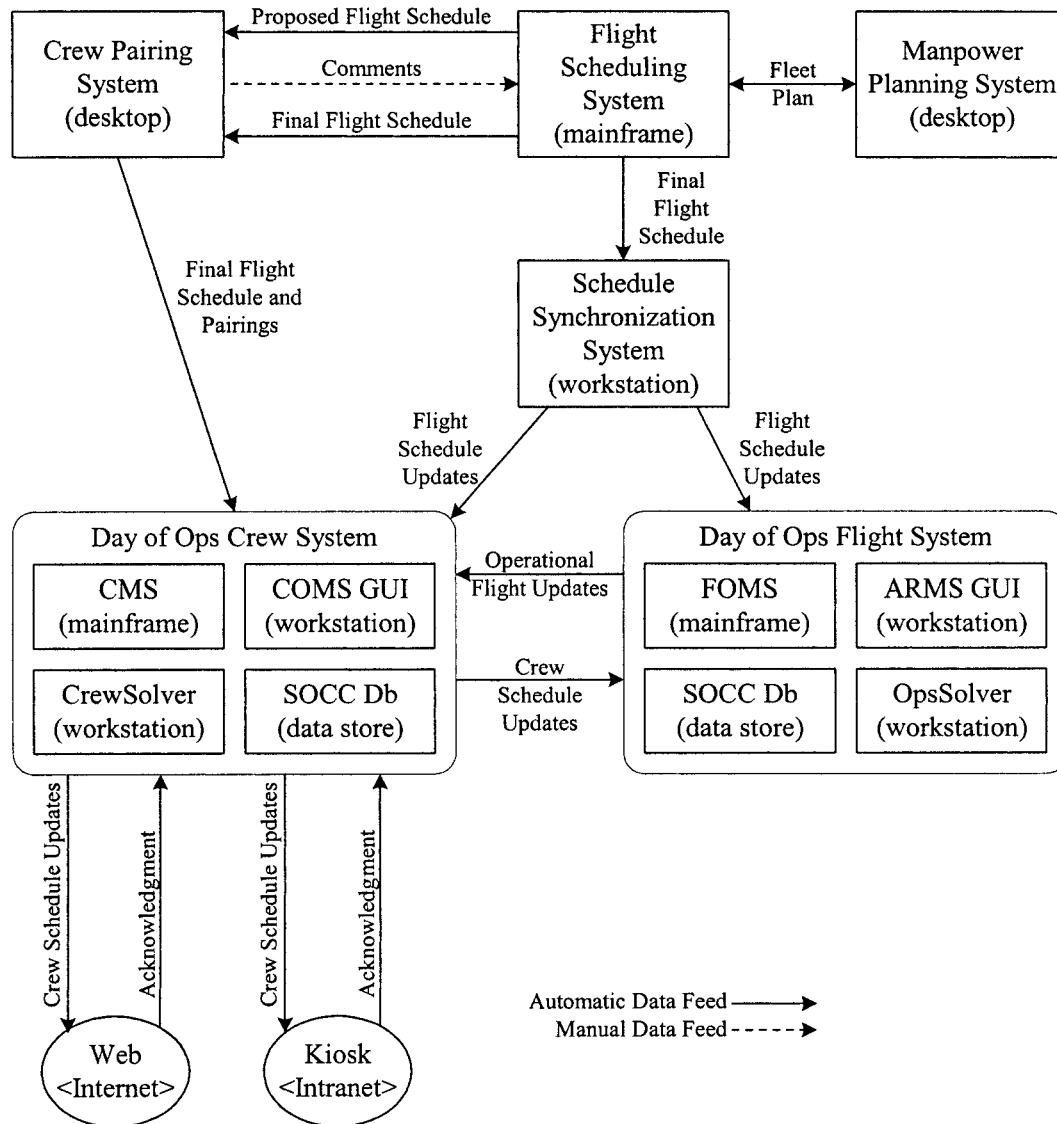 Proposed Flight Schedule
Crew Pairing
System
(desktop)
Comments
Final Flight Schedule
Flight
Scheduling
System
(mainframe)
Fleet
Plan
Manpower
Planning System
(desktop)
Final
Flight
Schedule
Final Flight
Schedule and
Pairings
Schedule
Synchronization
System
(workstation)
Flight
Schedule
Updates
Flight
Schedule
Updates
Day of Ops Crew System
CMS
(mainframe)
COMS GUI
(workstation)
CrewSolver
(workstation)
SOCC Db
(data store)
Operational
Flight Updates
Crew
Schedule
Updates
Day of Ops Flight System
FOMS
(mainframe)
ARMS GUI
(workstation)
SOCC Db
(data store)
OpsSolver
(workstation)
Crew Schedule Updates
Acknowledgment
Crew Schedule Updates
Acknowledgment
Web
<Internet>
Kiosk
<Intranet>
Automatic Data Feed
Manual Data Feed